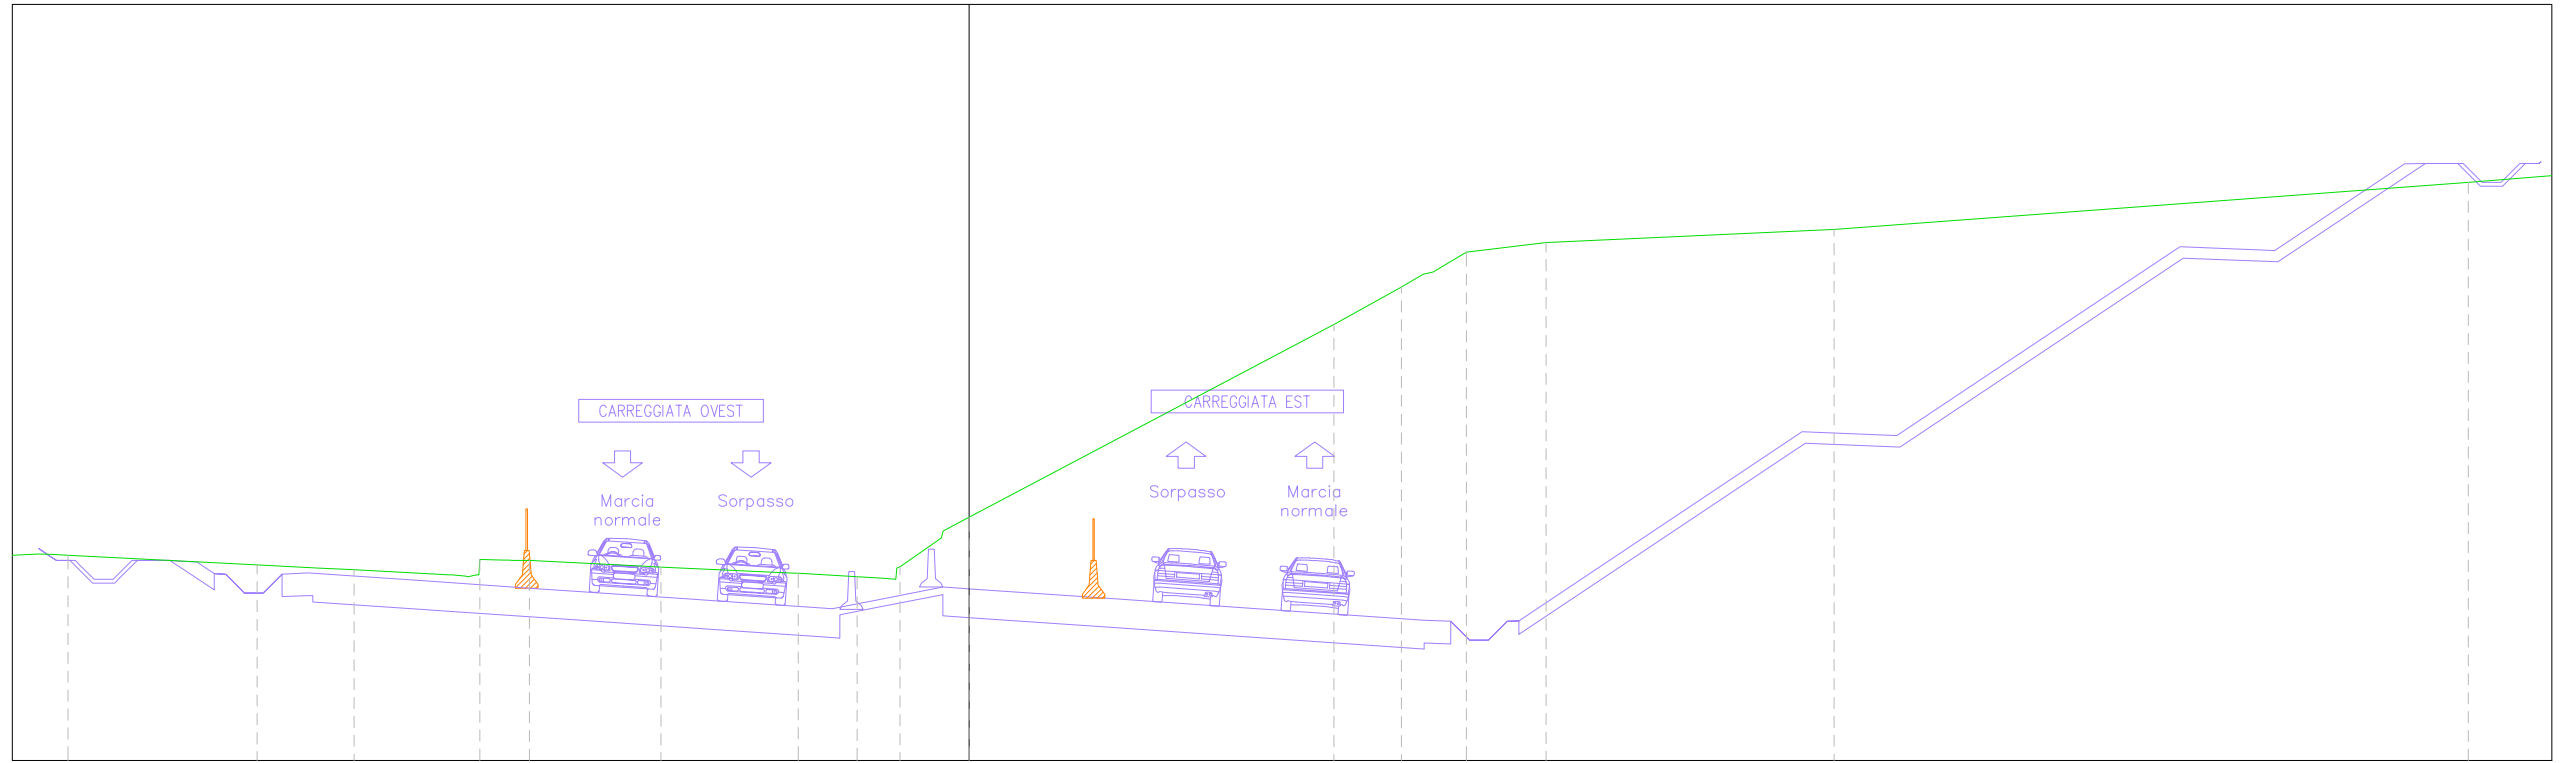 CARREGGIATA OVEST
Marcia
normale
Sorpasso
CARREGGIATA EST
Sorpasso
Marcia
normale